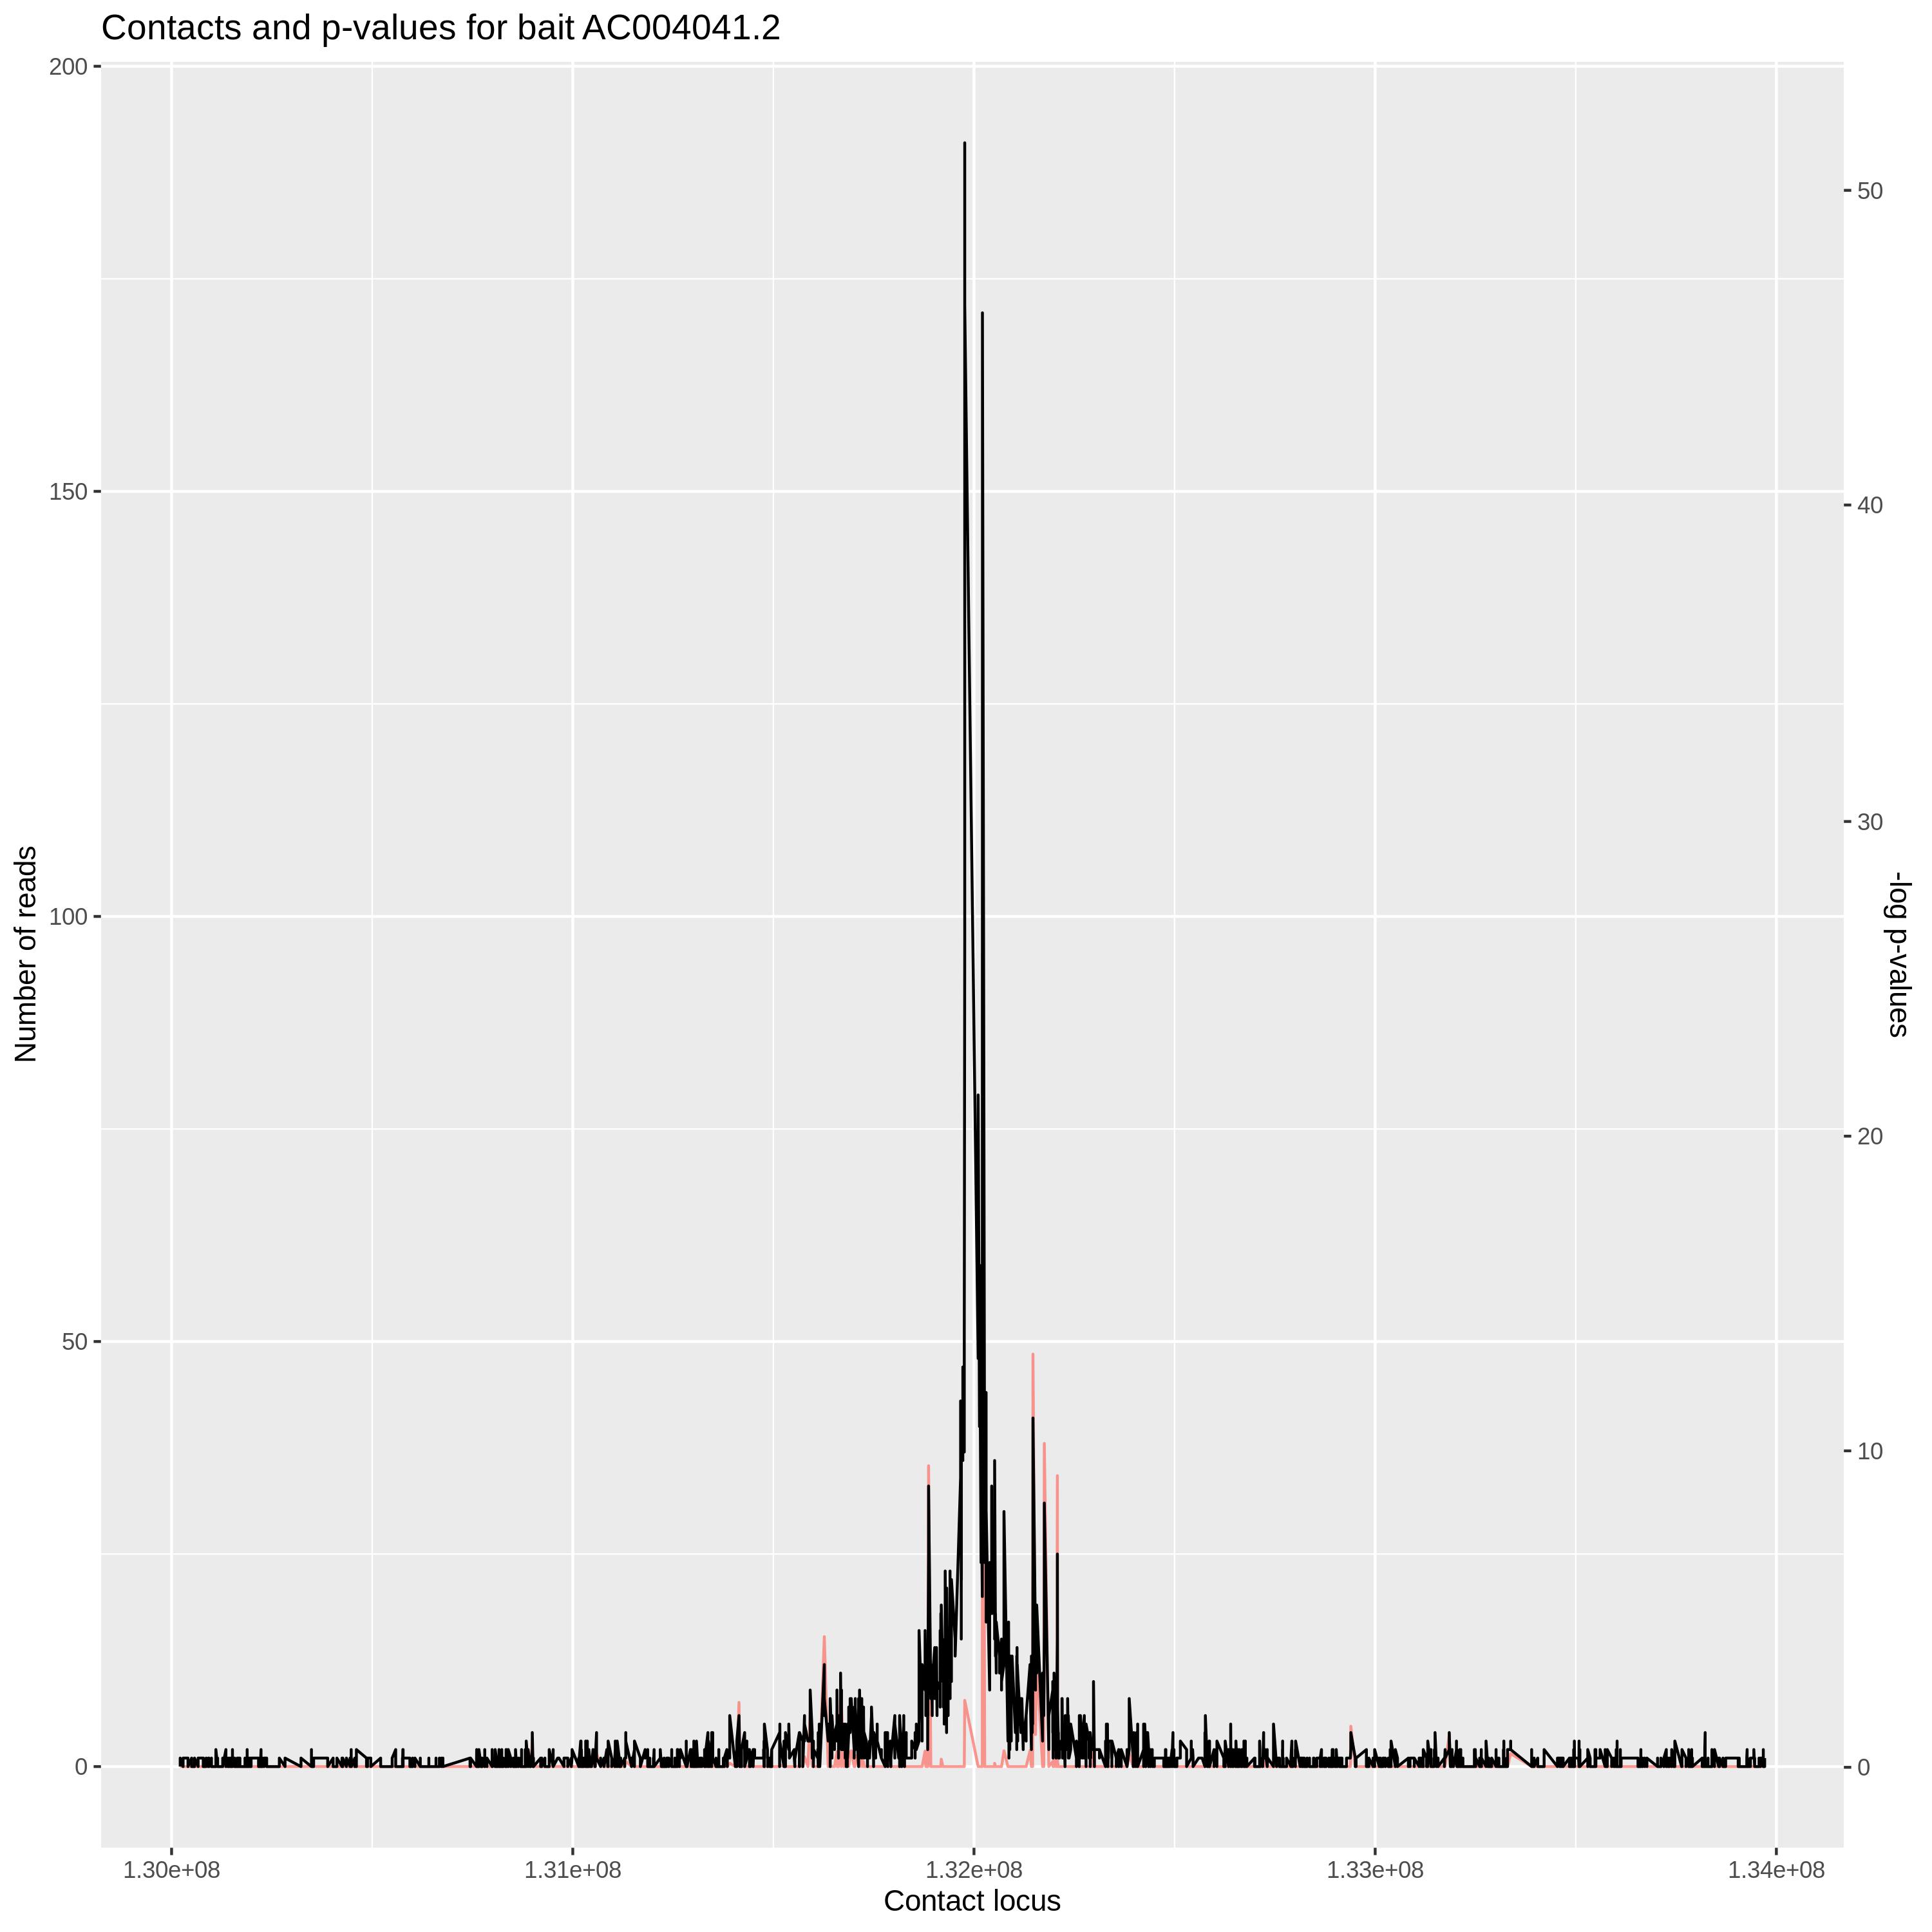 Contacts and p-values for bait AC004041.2
200
150
100
50
0
Number of reads
50
40
30
20
10
0
-log p-values
1.30e+08 1.31e+08 1.32e+08 1.33e+08 1.34e+08
Contact locus